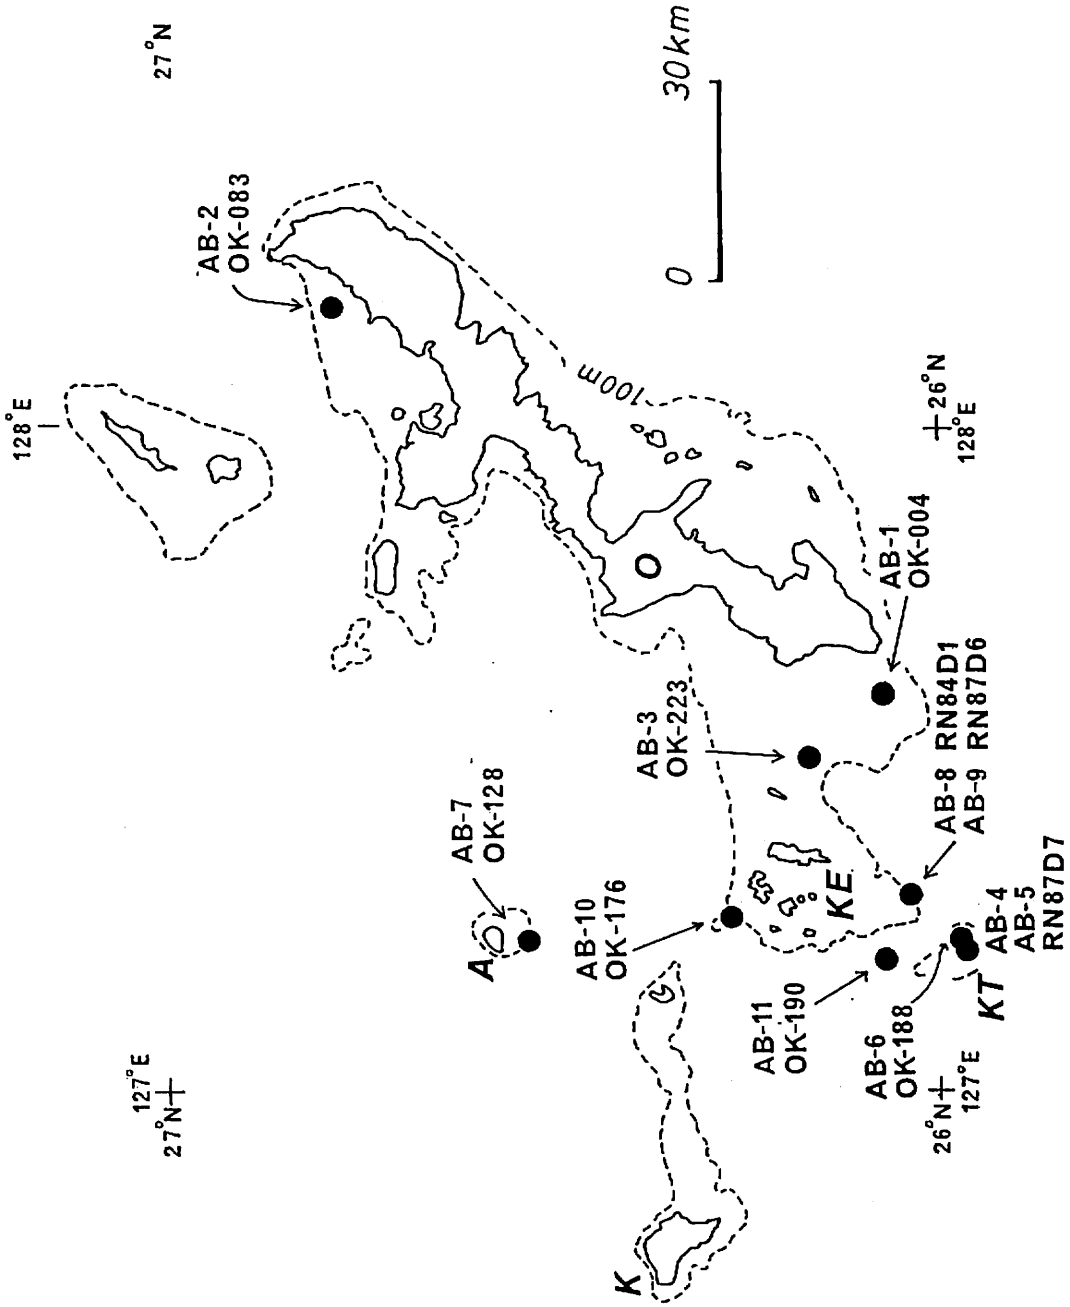 27°N
128°E
AB-2
OK-083
0
30km
100m
26°N
128°E
O
AB-1
OK-004
AB-3
OK-223
AB-7
OK-128
A
AB-10
OK-176
KE
AB-8 RN84D1
AB-9 RN87D6
AB-4
AB-5
RN87D7
KT
AB-11
OK-190
AB-6
OK-188
127°E
27°N
26°N
127°E
K